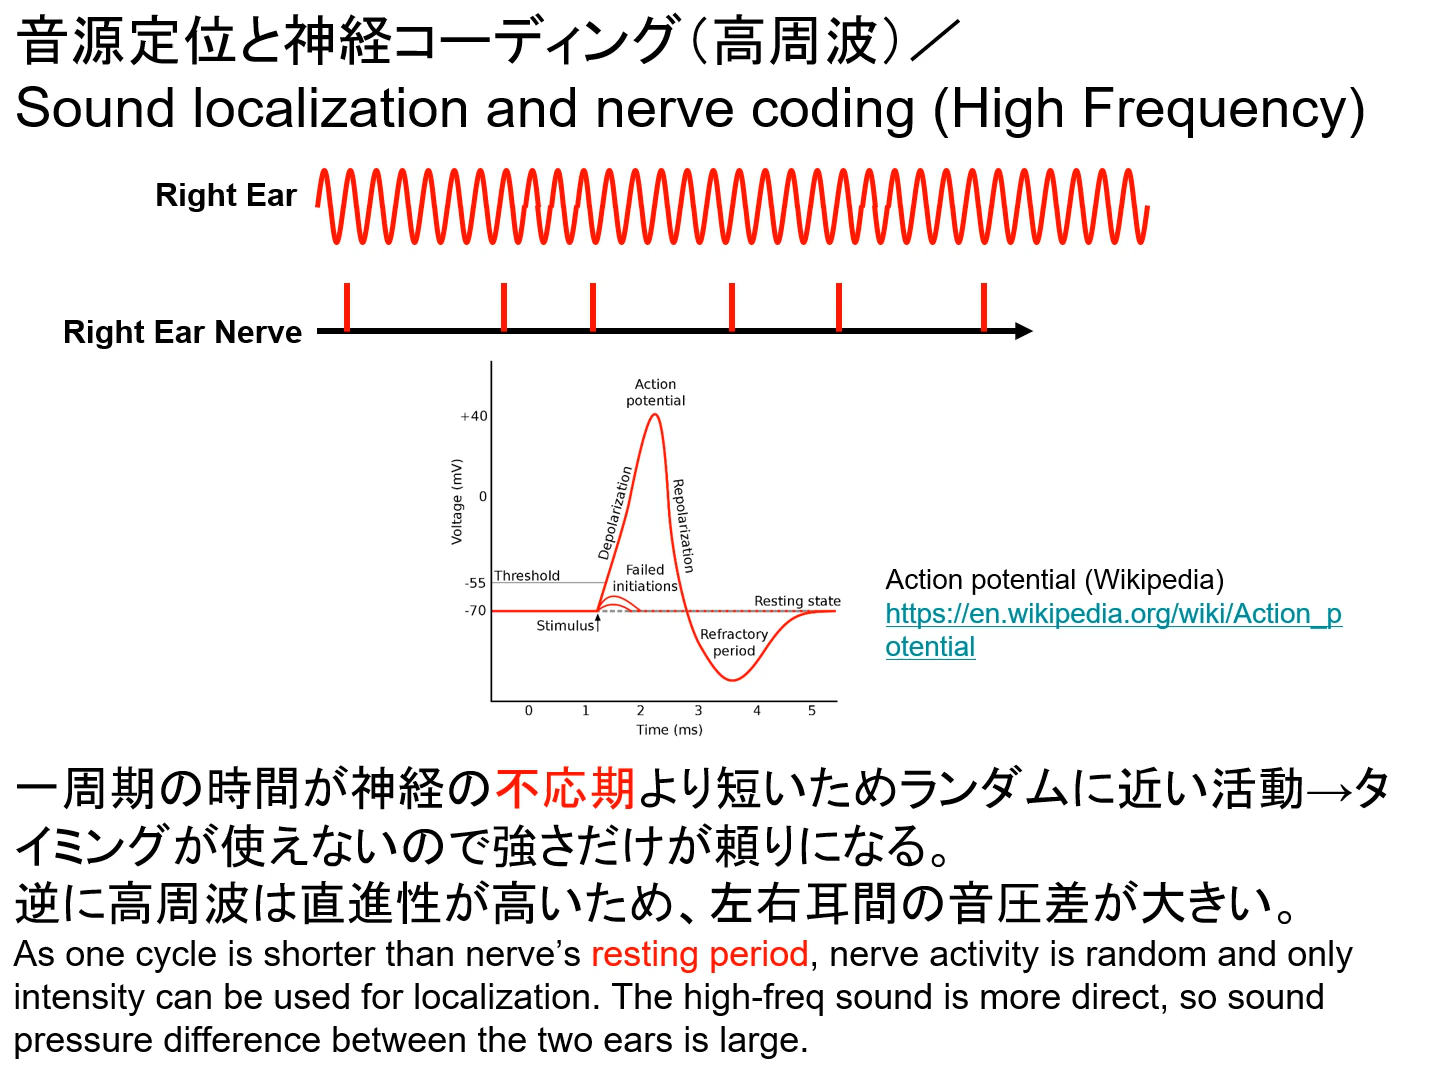 音源定位と神経コーディング（高周波）／
Sound localization and nerve coding (High Frequency)
Right Ear
Right Ear Nerve
Action
potential
+40
Voltage (mV)
0
Depolarization
Repolarization
-55
Threshold
Failed
initiations
-70
Resting state
Stimulus
Refractory
period
0 1 2 3 4 5
Time (ms)
Action potential (Wikipedia)
https://en.wikipedia.org/wiki/Action_p
otential
一周期の時間が神経の不応期より短いためランダムに近い活動→タ
イミングが使えないので強さだけが頼りになる。
逆に高周波は直進性が高いため、左右耳間の音圧差が大きい。
As one cycle is shorter than nerve’s resting period, nerve activity is random and only
intensity can be used for localization. The high-freq sound is more direct, so sound
pressure difference between the two ears is large.